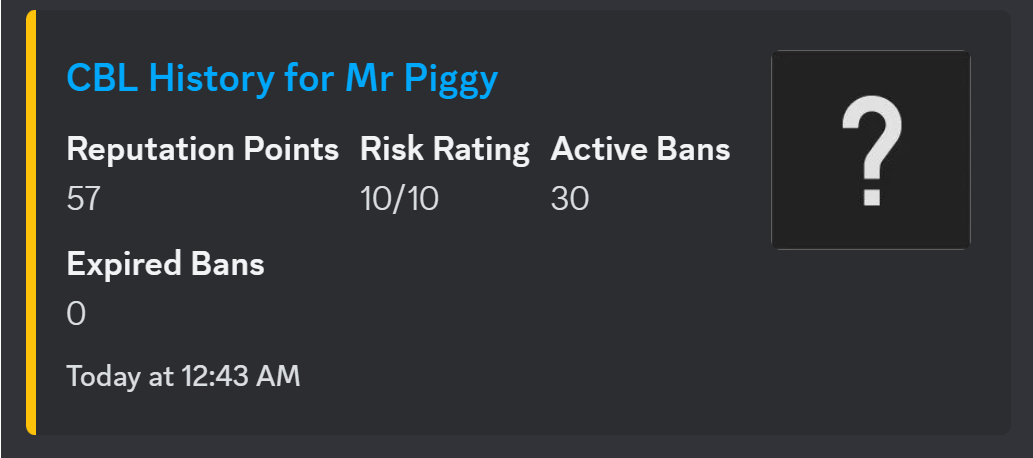 CBL History for Mr Piggy
Reputation Points Risk Rating Active Bans
57 10/10 30
Expired Bans
0
Today at 12:43 AM
?